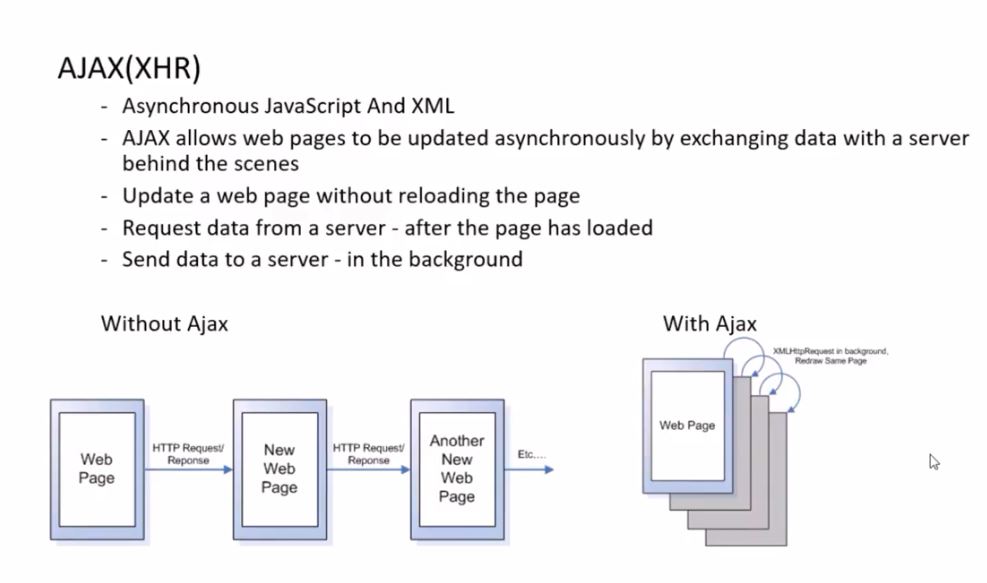 AJAX(XHR)
- Asynchronous JavaScript And XML
- AJAX allows web pages to be updated asynchronously by exchanging data with a server
behind the scenes
- Update a web page without reloading the page
- Request data from a server - after the page has loaded
- Send data to a server - in the background
Without Ajax
Web
Page
HTTP Request/
Reponse
New
Web
Page
HTTP Request/
Reponse
Another
New
Web
Page
Etc....
With Ajax
XMLHttpRequest in background,
Redraw Same Page
Web Page